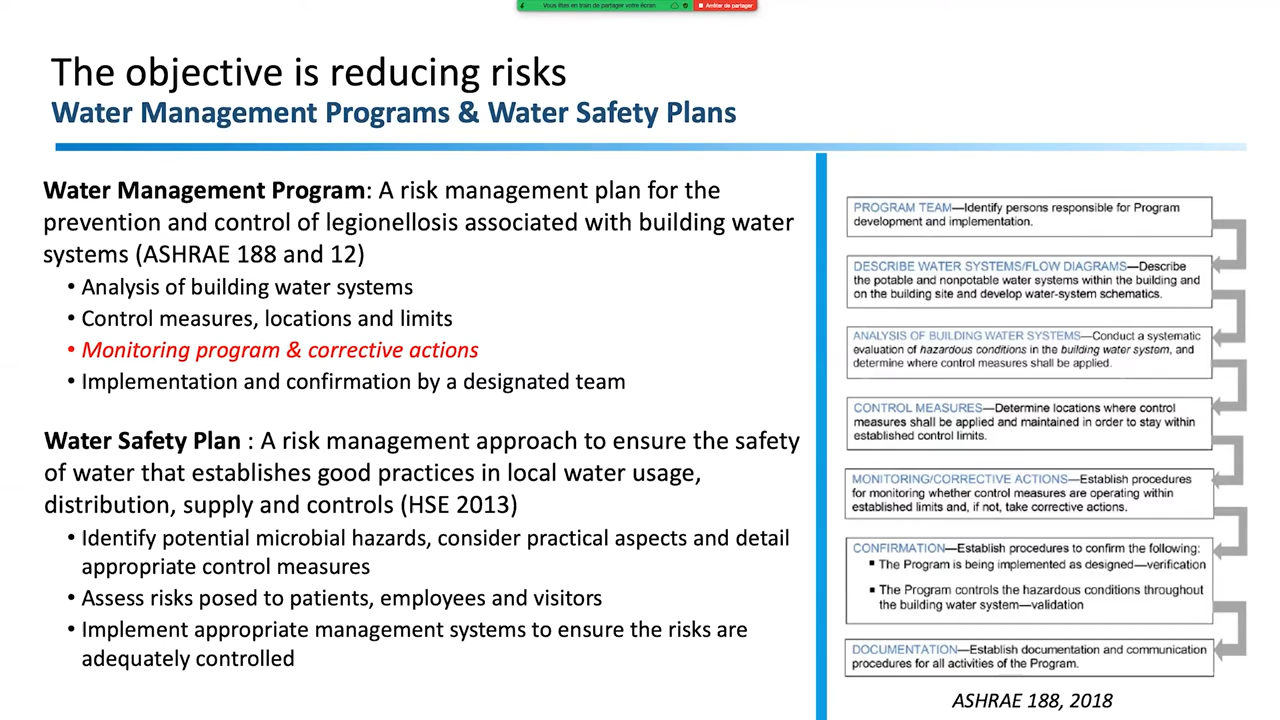 Vous êtes en train de partager votre écran
Arrêter de partager
The objective is reducing risks
Water Management Programs & Water Safety Plans
Water Management Program: A risk management plan for the
prevention and control of legionellosis associated with building water
systems (ASHRAE 188 and 12)
• Analysis of building water systems
• Control measures, locations and limits
• Monitoring program & corrective actions
• Implementation and confirmation by a designated team
Water Safety Plan : A risk management approach to ensure the safety
of water that establishes good practices in local water usage,
distribution, supply and controls (HSE 2013)
• Identify potential microbial hazards, consider practical aspects and detail
appropriate control measures
• Assess risks posed to patients, employees and visitors
• Implement appropriate management systems to ensure the risks are
adequately controlled
PROGRAM TEAM—Identify persons responsible for Program
development and implementation.
DESCRIBE WATER SYSTEMS/FLOW DIAGRAMS—Describe
the potable and nonpotable water systems within the building and
on the building site and develop water-system schematics.
ANALYSIS OF BUILDING WATER SYSTEMS—Conduct a systematic
evaluation of hazardous conditions in the building water system, and
determine where control measures shall be applied.
CONTROL MEASURES—Determine locations where control
measures shall be applied and maintained in order to stay within
established control limits.
MONITORING/CORRECTIVE ACTIONS—Establish procedures
for monitoring whether control measures are operating within
established limits and, if not, take corrective actions.
CONFIRMATION—Establish procedures to confirm the following:
▪ The Program is being implemented as designed—verification
▪ The Program controls the hazardous conditions throughout
the building water system—validation
DOCUMENTATION—Establish documentation and communication
procedures for all activities of the Program.
ASHRAE 188, 2018